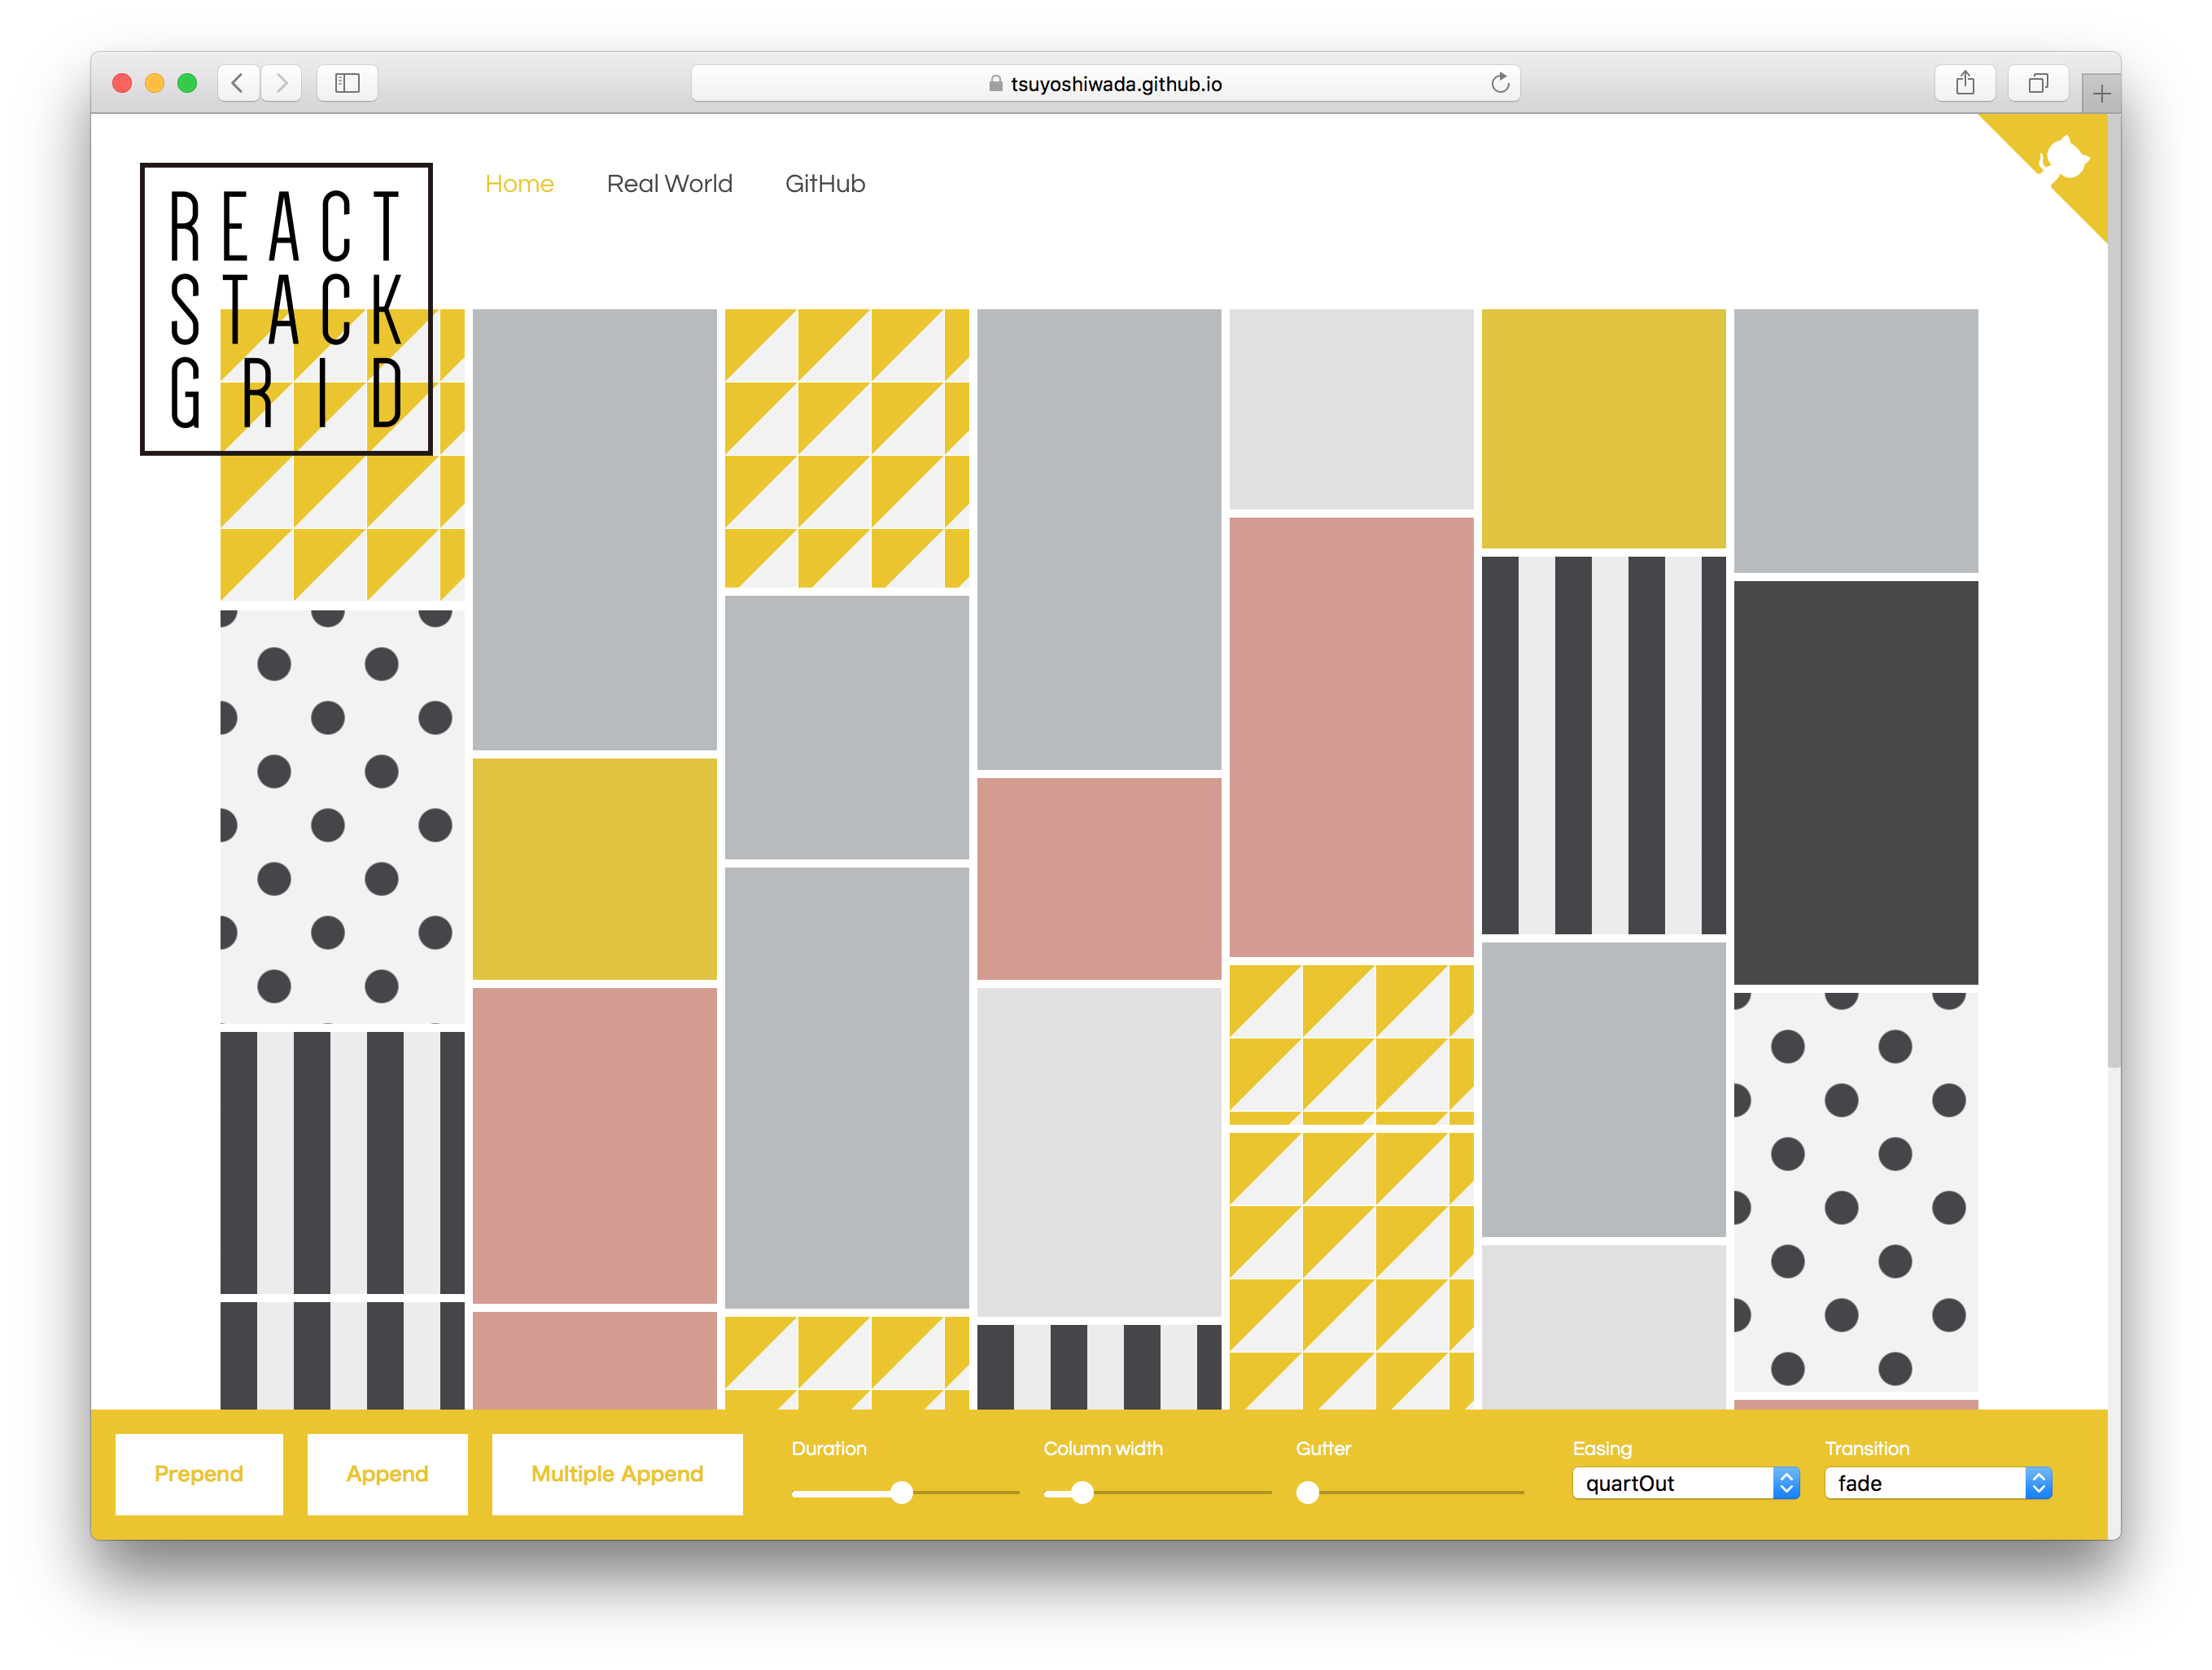 tsuyoshiwada.github.io
REACT
STACK
GRID
Home Real World GitHub
Prepend Append Multiple Append
Duration Column width Gutter Easing Transition
quartOut fade